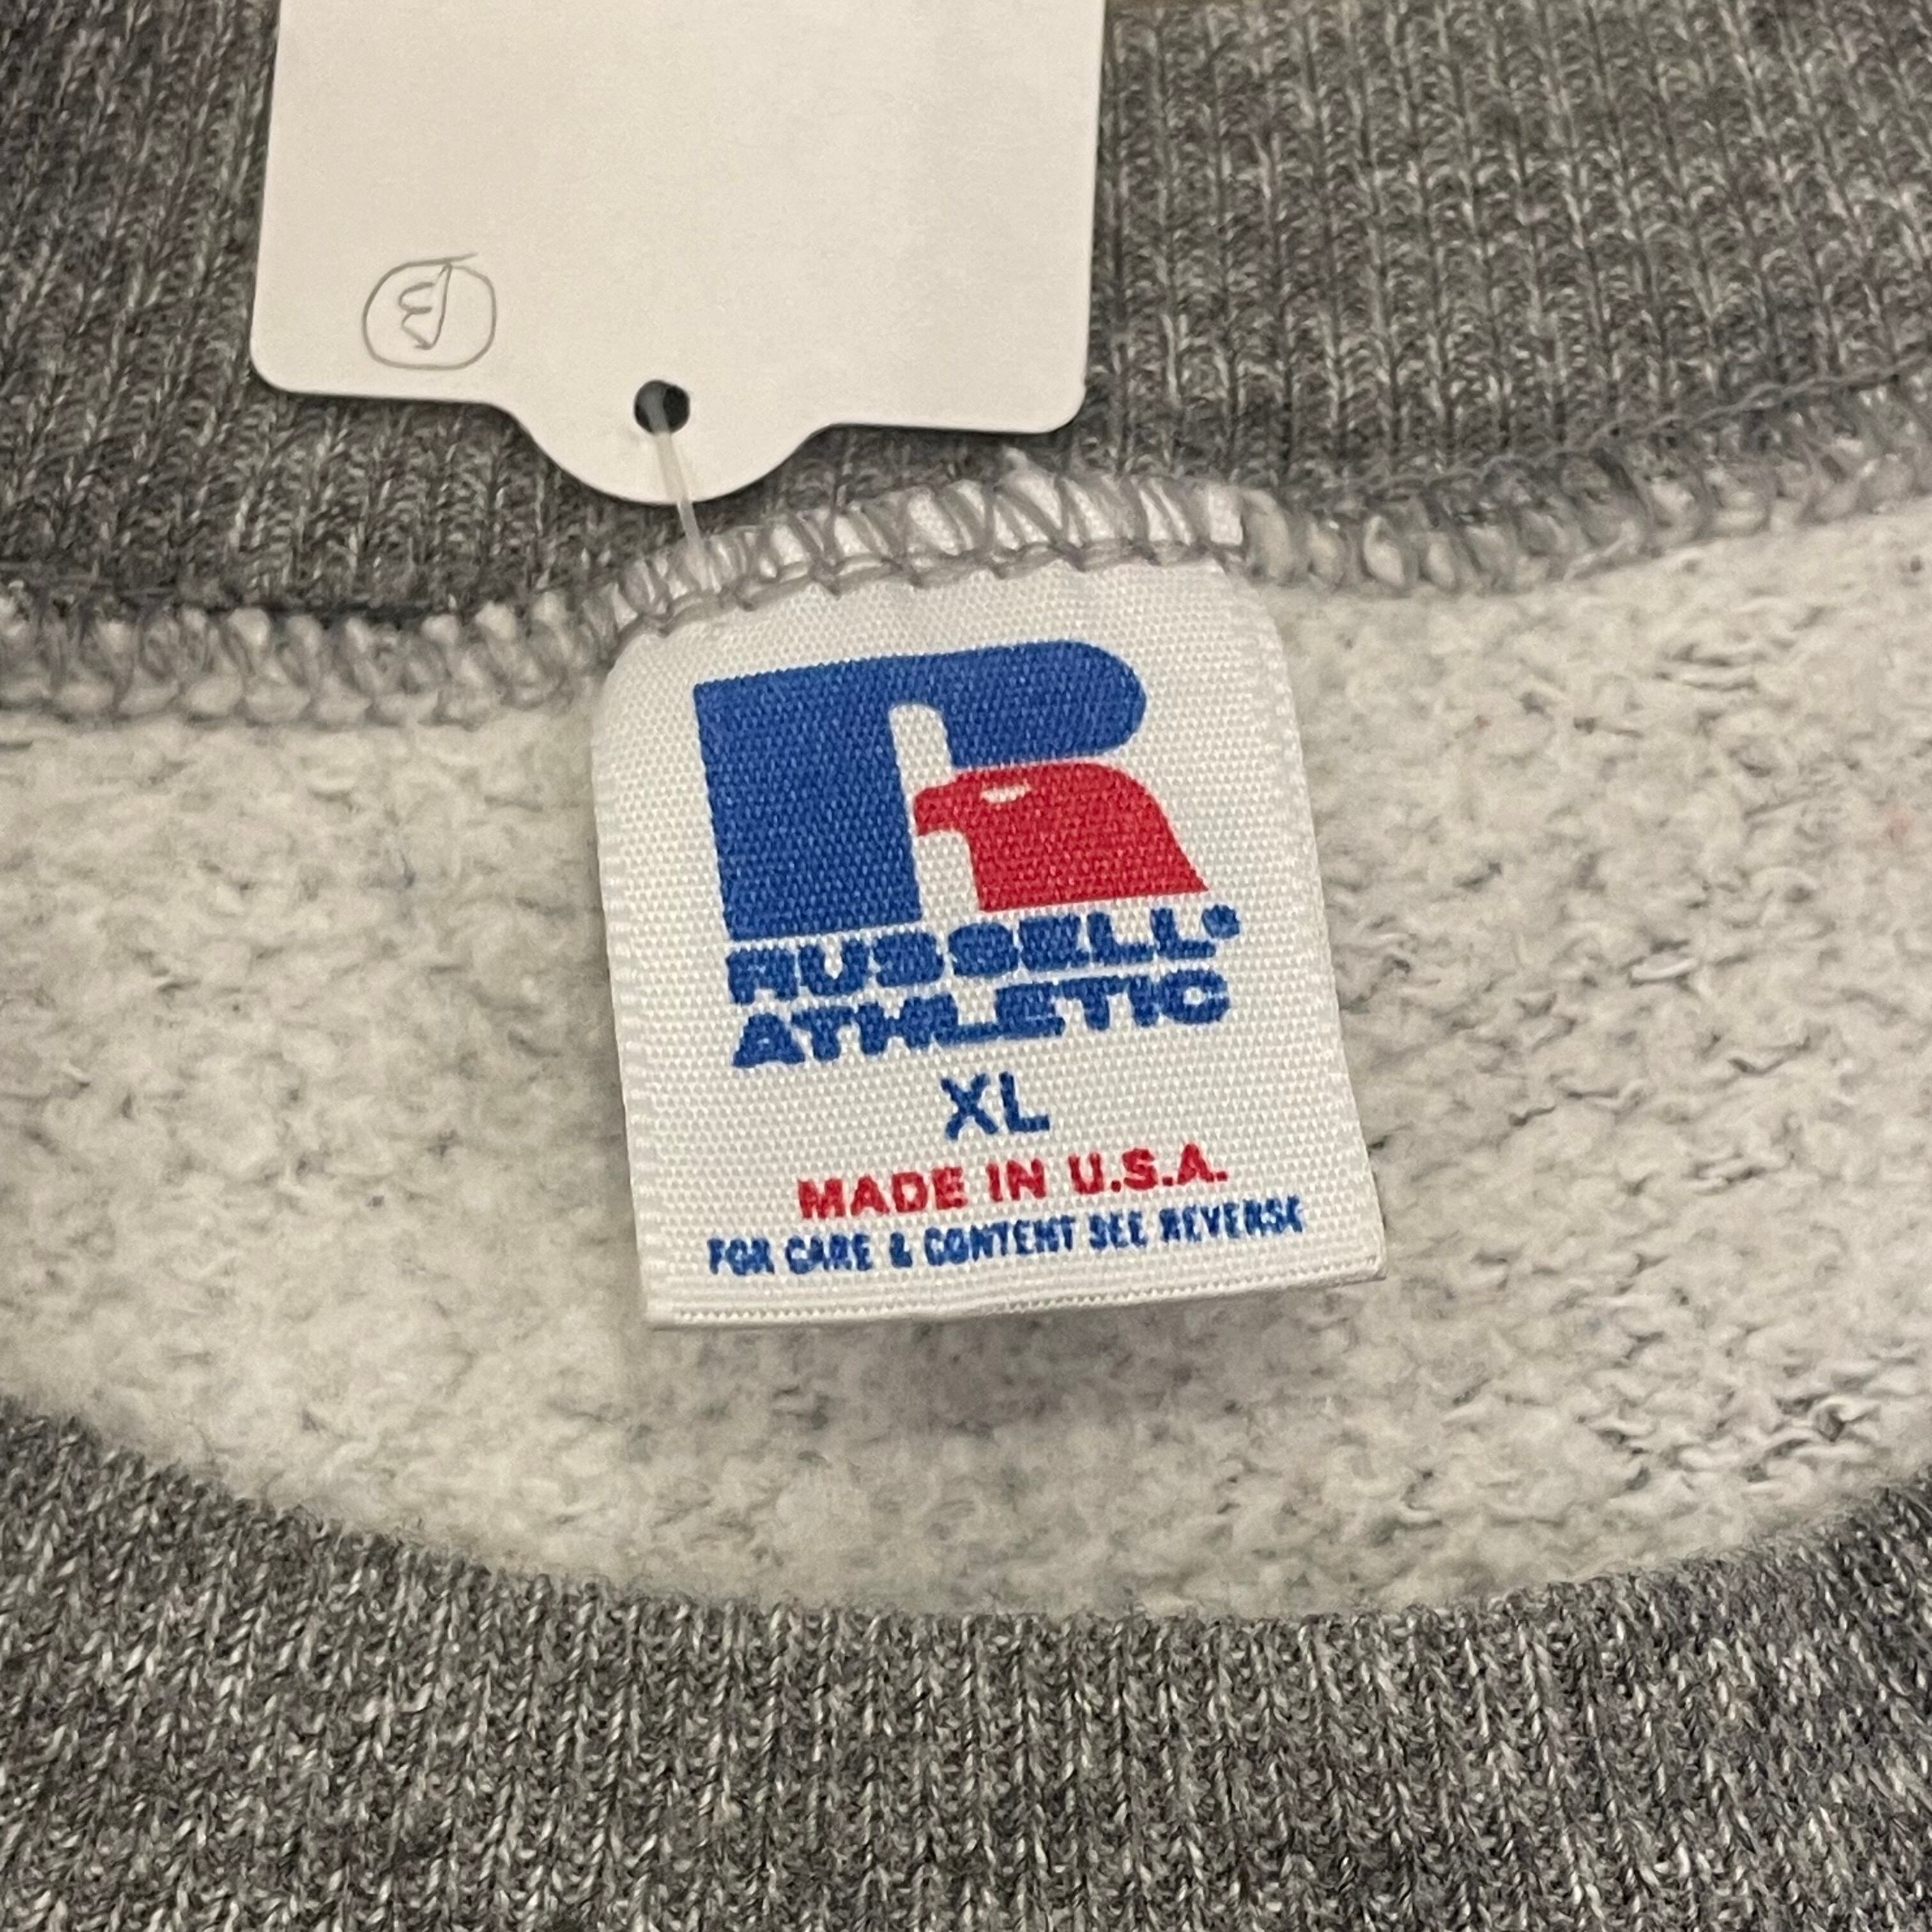 RUSSELL®
ATHLETIC
XL
MADE IN U.S.A.
FOR CARE & CONTENT SEE REVERSE